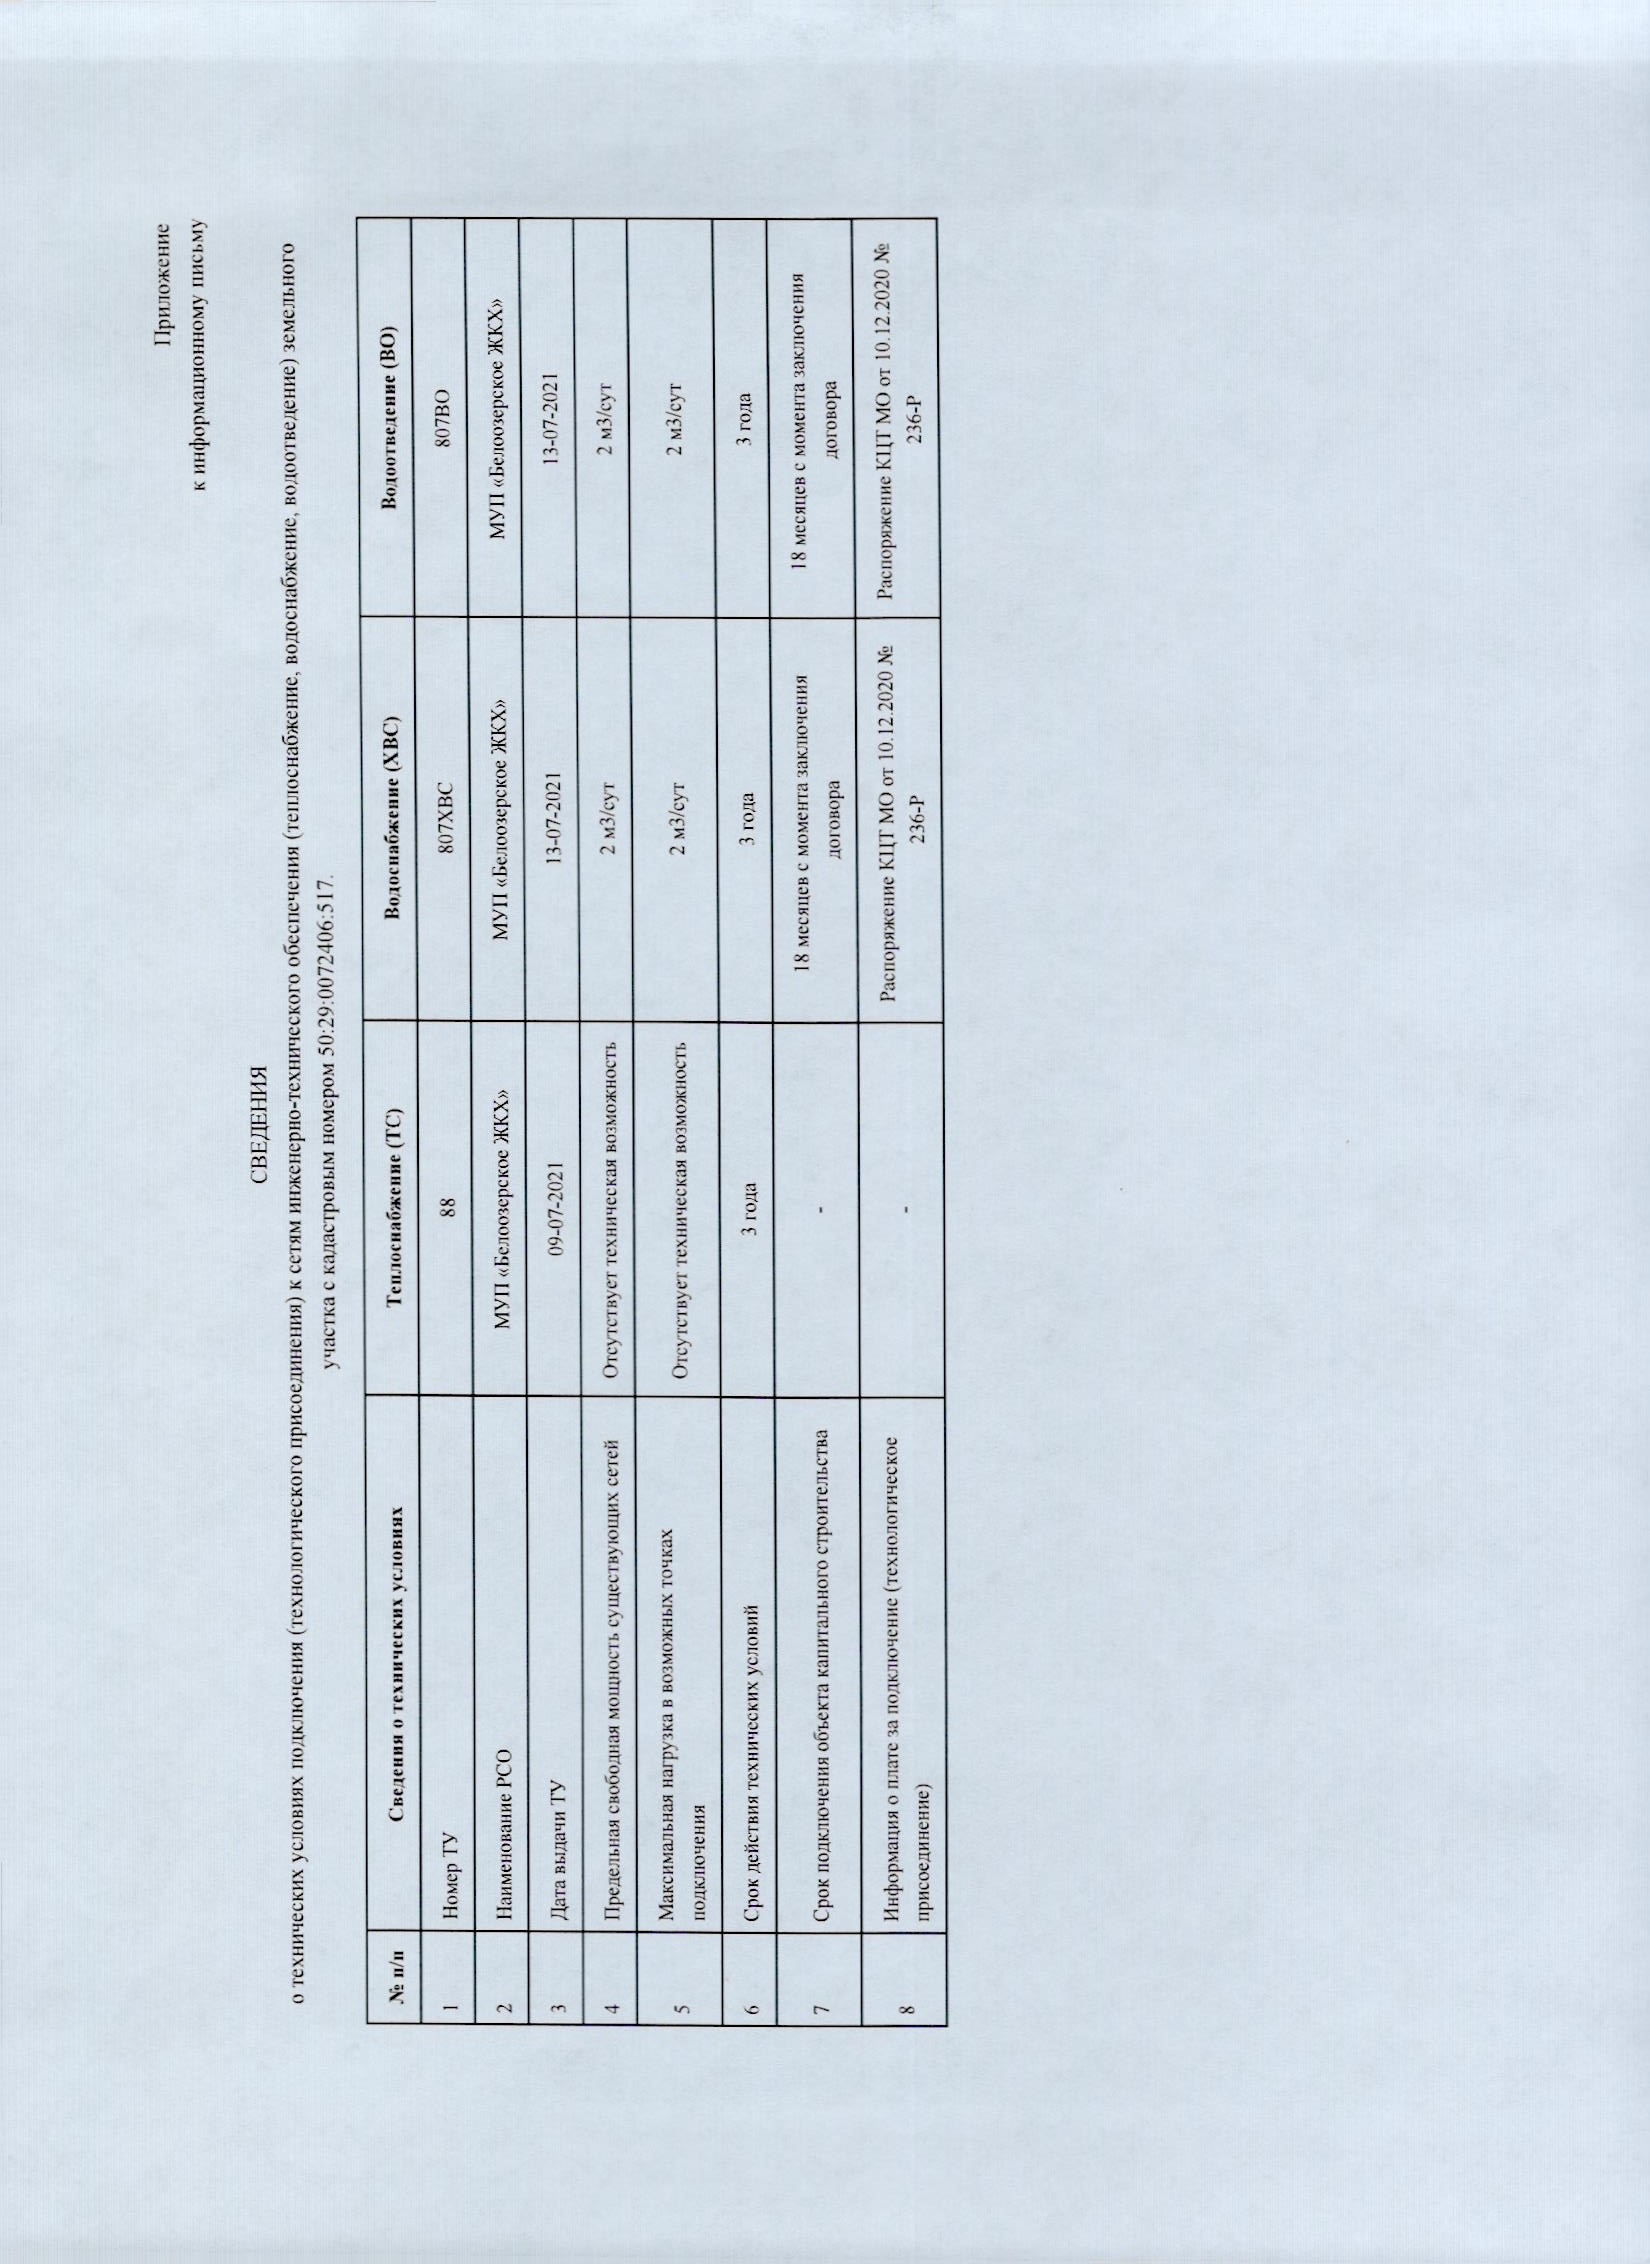 Приложение
к информационному письму
СВЕДЕНИЯ
о технических условиях подключения (технологического присоединения) к сетям инженерно-технического обеспечения (теплоснабжение, водоснабжение, водоотведение) земельного
участка с кадастровым номером 50:29:0072406:517.
№ п/п Сведения о технических условиях Теплоснабжение (ТС) Водоснабжение (ХВС) Водоотведение (ВО)
1 Номер ТУ 88 807ХВС 807ВО
2 Наименование РСО МУП «Белоозерское ЖКХ» МУП «Белоозерское ЖКХ» МУП «Белоозерское ЖКХ»
3 Дата выдачи ТУ 09-07-2021 13-07-2021 13-07-2021
4 Предельная свободная мощность существующих сетей Отсутствует техническая возможность 2 м3/сут 2 м3/сут
5 Максимальная нагрузка в возможных точках
подключения Отсутствует техническая возможность 2 м3/сут 2 м3/сут
6 Срок действия технических условий 3 года 3 года 3 года
7 Срок подключения объекта капитального строительства - 18 месяцев с момента заключения
договора 18 месяцев с момента заключения
договора
8 Информация о плате за подключение (технологическое
присоединение) - Распоряжение КЦТ МО от 10.12.2020 №
236-Р Распоряжение КЦТ МО от 10.12.2020 №
236-Р